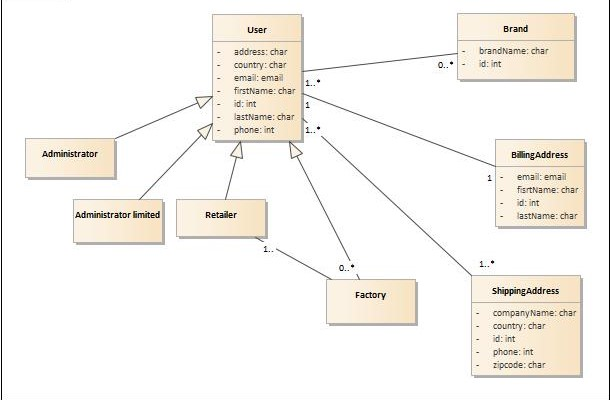 User
- address: char
- country: char
- email: email
- firstName: char
- id: int
- lastName: char
- phone: int
Brand
- brandName: char
- id: int
1..*
0..*
1
1..*
Administrator
BillingAddress
- email: email
- fisrtName: char
- id: int
- lastName: char
1
Administrator limited
Retailer
1..
0..*
1..*
Factory
ShippingAddress
- companyName: char
- country: char
- id: int
- phone: int
- zipcode: char